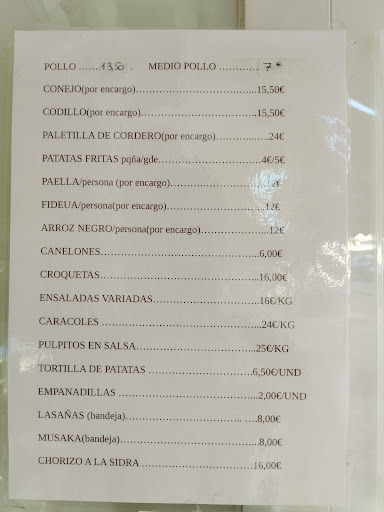 POLLO .......13,50 . MEDIO POLLO ............ 7 €
CONEJO(por encargo)................................15,50€
CODILLO(por encargo)...............................15,50€
PALETILLA DE CORDERO(por encargo)..............24€
PATATAS FRITAS pqña/gde...........................4€/5€
PAELLA/persona (por encargo)........................12€
FIDEUA/persona(por encargo)........................12€
ARROZ NEGRO/persona(por encargo)................12€
CANELONES..........................................6,00€
CROQUETAS..........................................16,00€
ENSALADAS VARIADAS............................16€/KG
CARACOLES ..........................................24€/KG
PULPITOS EN SALSA................................25€/KG
TORTILLA DE PATATAS ............................6,50€/UND
EMPANADILLAS .....................................2,00€/UND
LASAÑAS (bandeja)................................ ....8,00€
MUSAKA(bandeja).....................................8,00€
CHORIZO A LA SIDRA ..............................16,00€